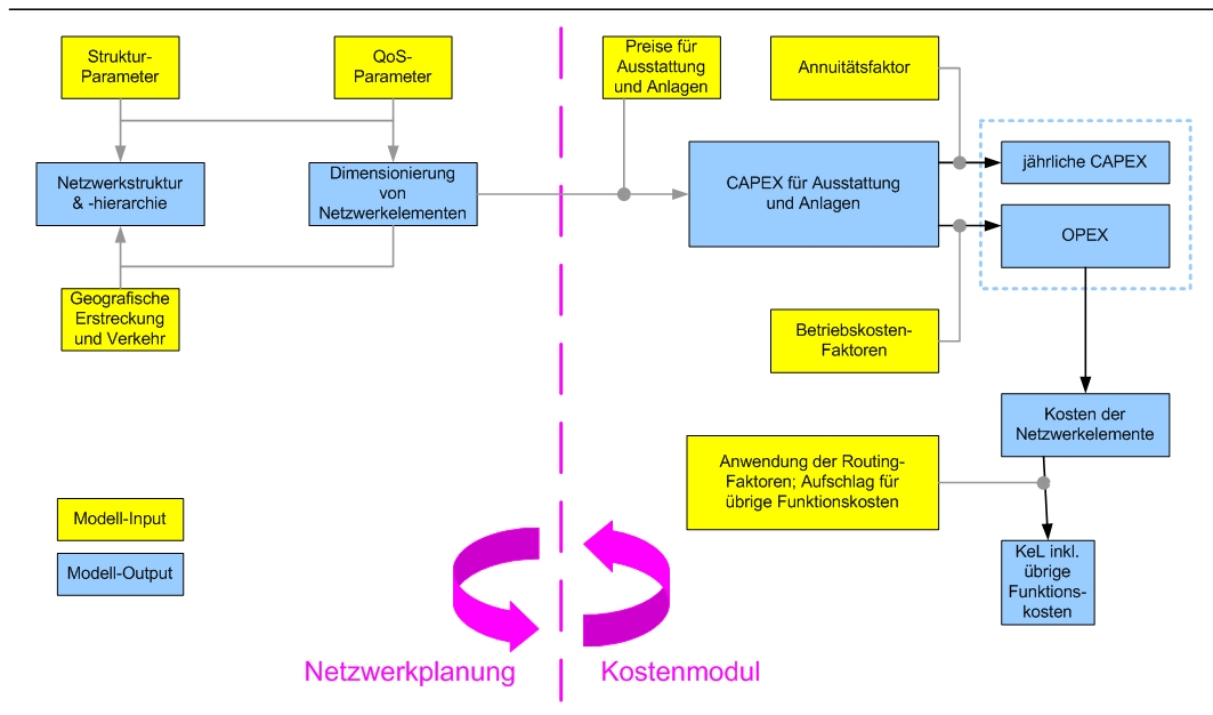 Struktur-
Parameter
QoS-
Parameter
Preise für
Ausstattung
und Anlagen
Annuitätsfaktor
Netzwerkstruktur
& -hierarchie
Dimensionierung
von
Netzwerkelementen
CAPEX für Ausstattung
und Anlagen
jährliche CAPEX
OPEX
Geografische
Erstreckung
und Verkehr
Betriebskosten-
Faktoren
Kosten der
Netzwerkelemente
Anwendung der Routing-
Faktoren; Aufschlag für
übrige Funktionskosten
Modell-Input
Modell-Output
KeL inkl.
übrige
Funktions-
kosten
Netzwerkplanung
Kostenmodul